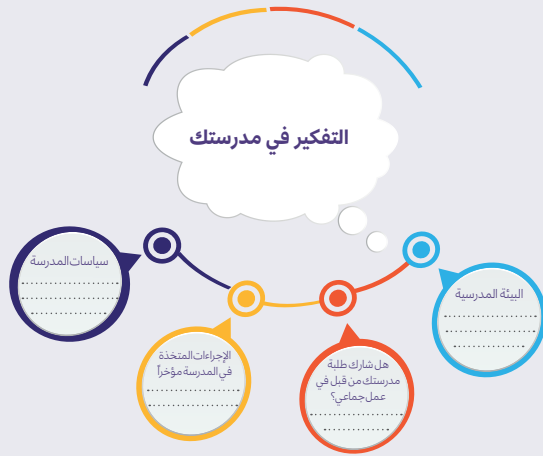 التفكير في مدرستك
البيئة المدرسية
هل شارك طلبة
مدرستك من قبل في
عمل جماعي؟
الإجراءات المتخذة
في المدرسة مؤخراً
سياسات المدرسة